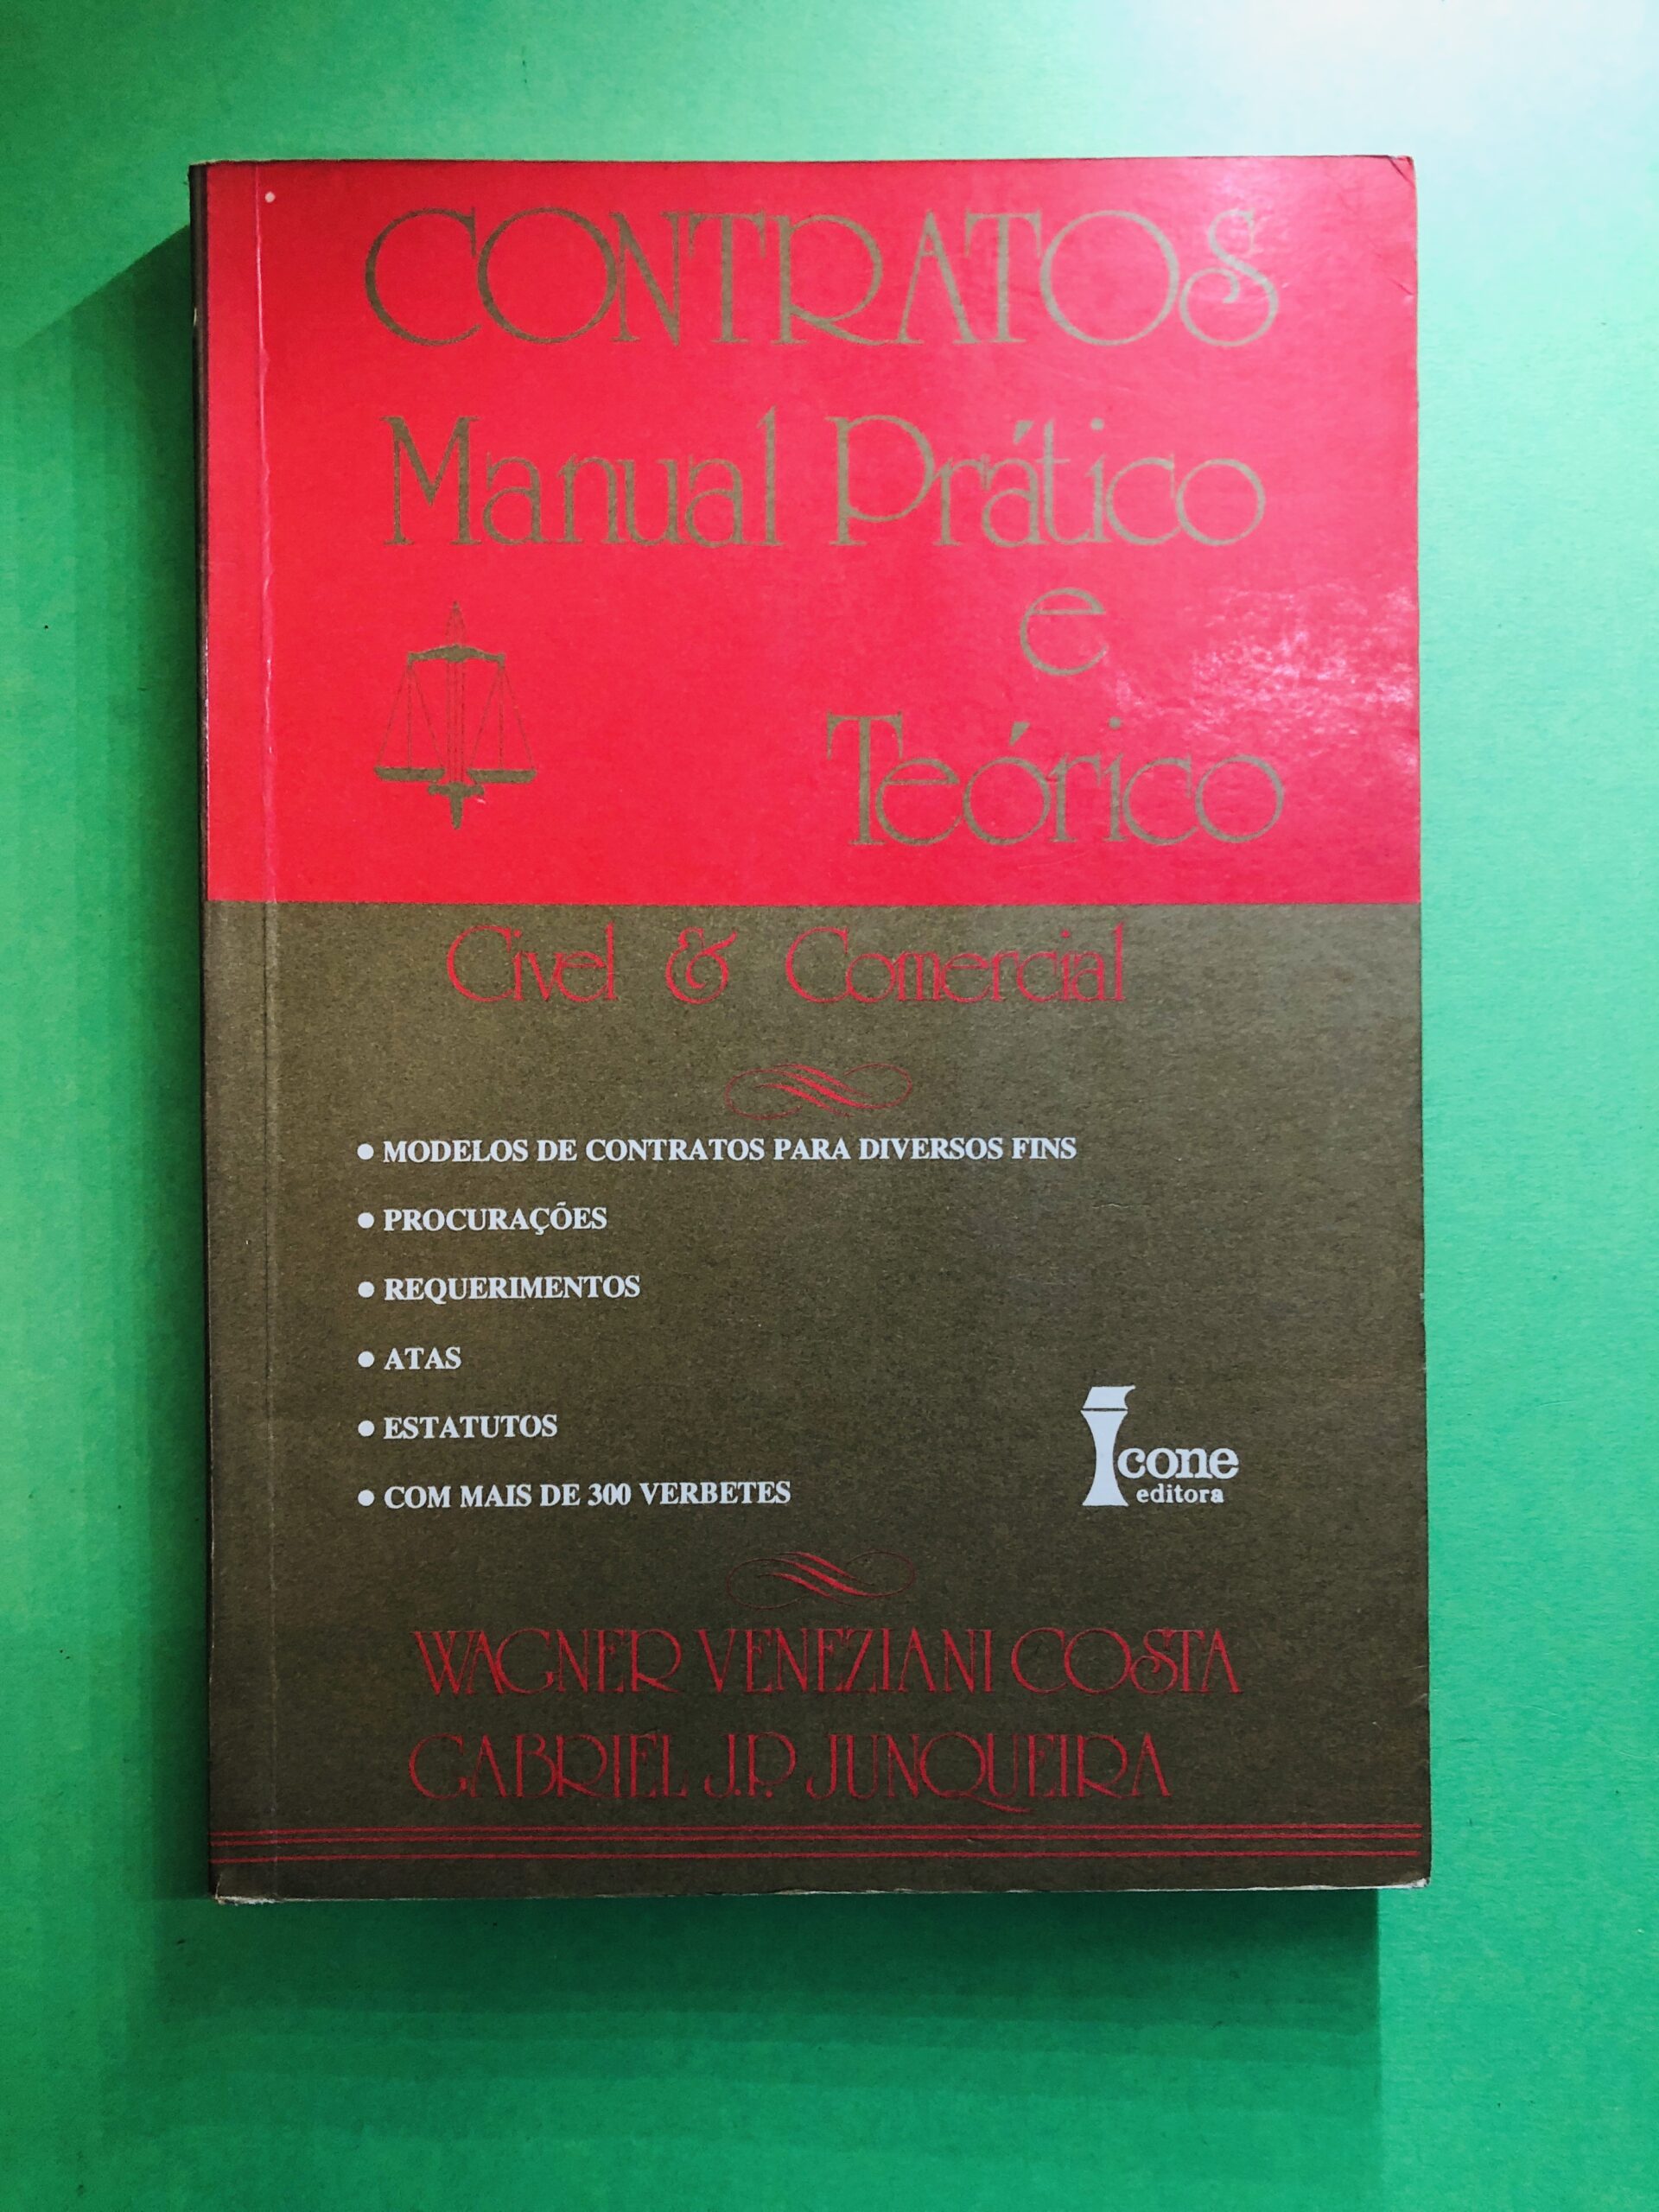 CONTRATOS
Manual Prático
e
Teórico
Civel & Comercial
● MODELOS DE CONTRATOS PARA DIVERSOS FINS
● PROCURAÇÕES
● REQUERIMENTOS
● ATAS
● ESTATUTOS
● COM MAIS DE 300 VERBETES
Ícone
editora
WAGNER VENEZIANI COSTA
GABRIEL J.P. JUNQUEIRA